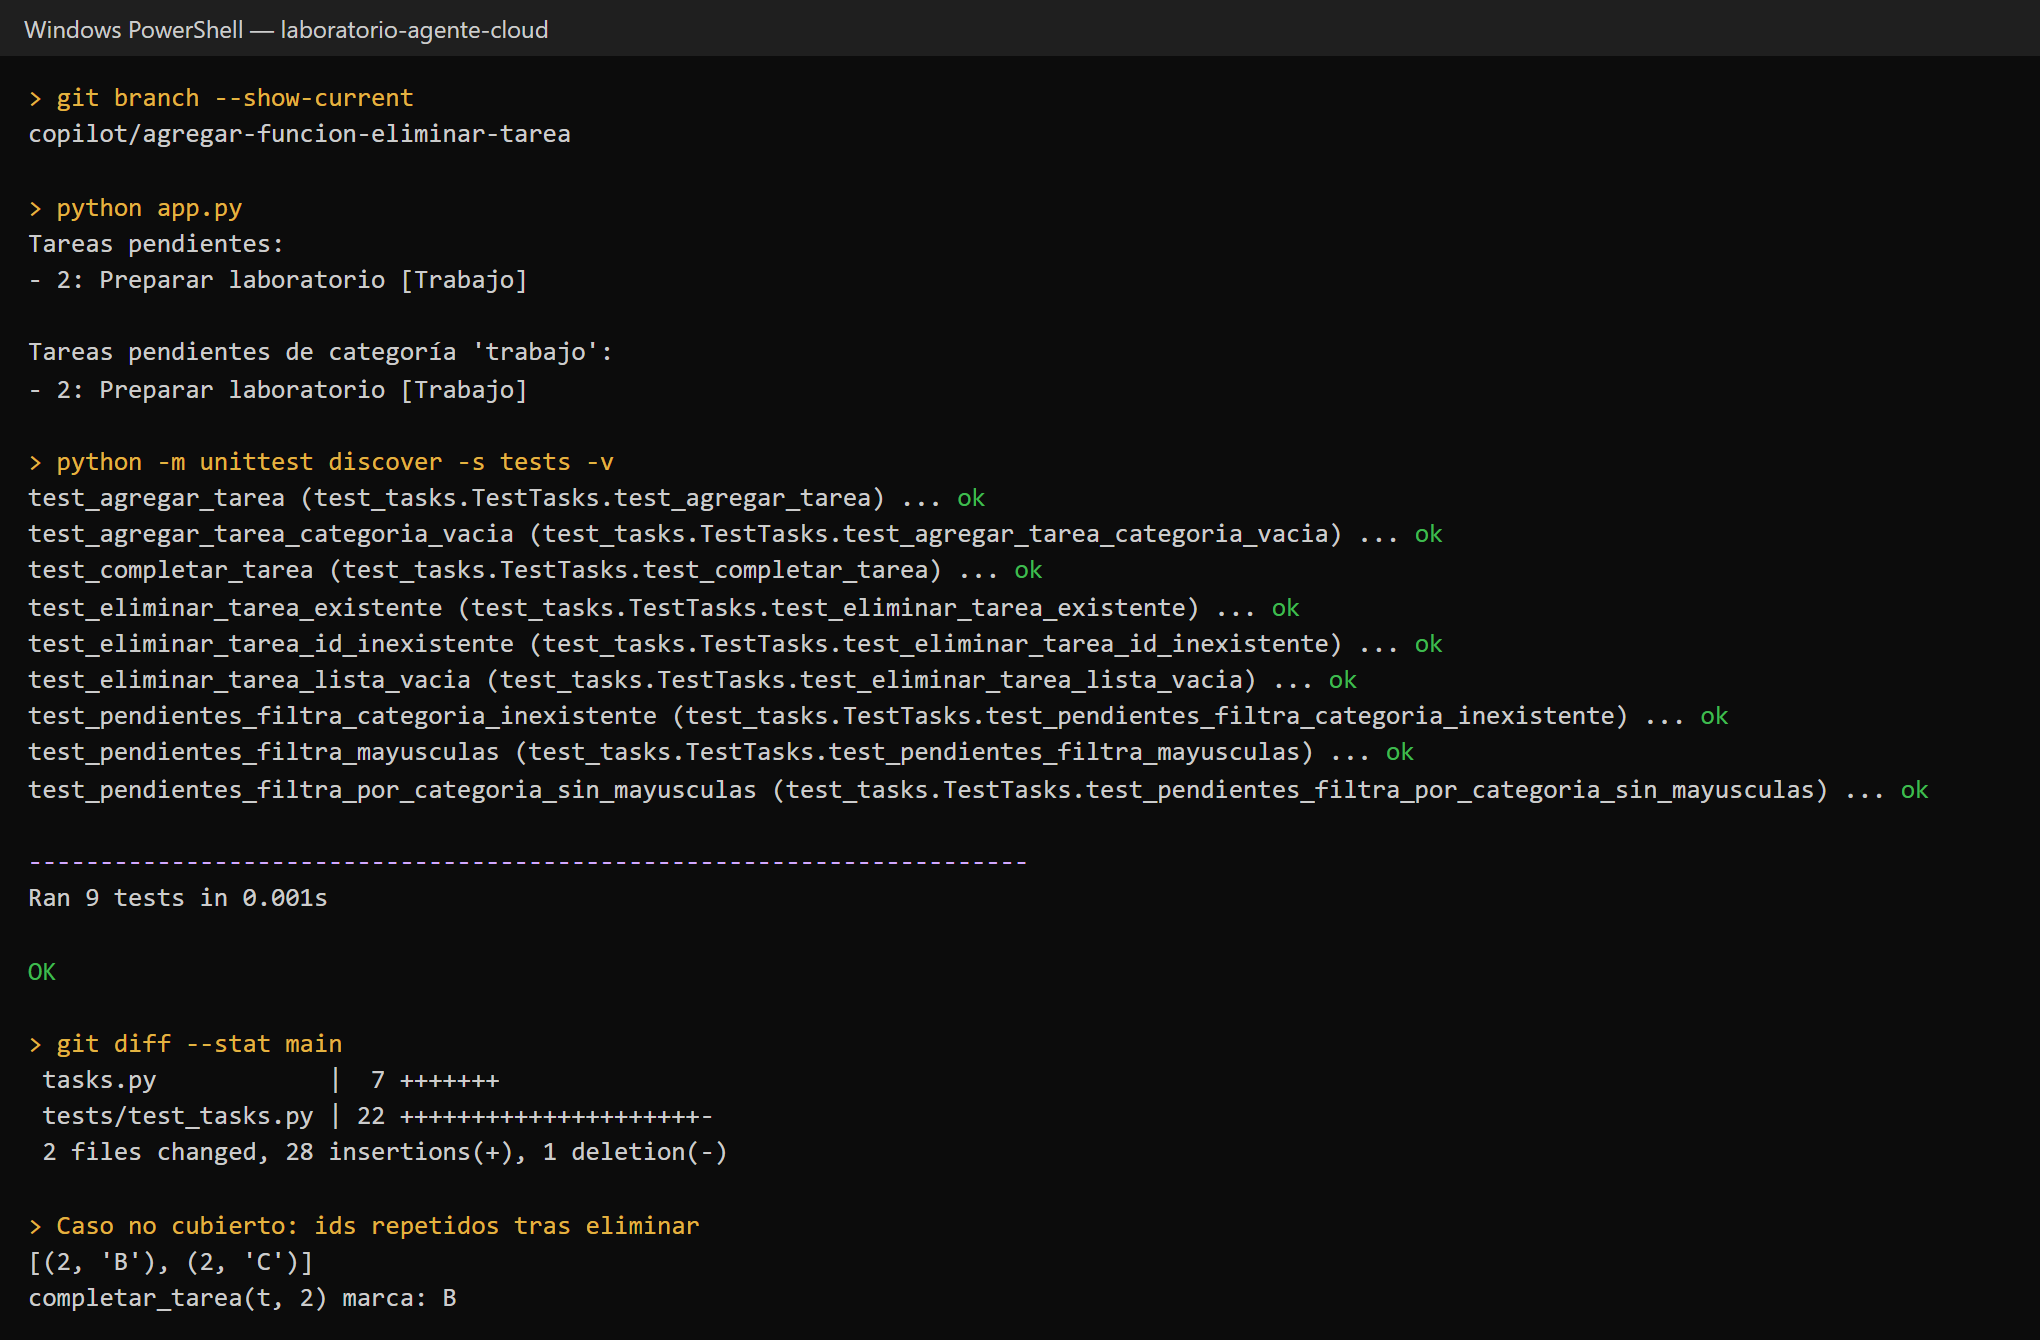 Windows PowerShell — laboratorio-agente-cloud
> git branch --show-current
copilot/agregar-funcion-eliminar-tarea
> python app.py
Tareas pendientes:
- 2: Preparar laboratorio [Trabajo]
Tareas pendientes de categoría 'trabajo':
- 2: Preparar laboratorio [Trabajo]
> python -m unittest discover -s tests -v
test_agregar_tarea (test_tasks.TestTasks.test_agregar_tarea) ... ok
test_agregar_tarea_categoria_vacia (test_tasks.TestTasks.test_agregar_tarea_categoria_vacia) ... ok
test_completar_tarea (test_tasks.TestTasks.test_completar_tarea) ... ok
test_eliminar_tarea_existente (test_tasks.TestTasks.test_eliminar_tarea_existente) ... ok
test_eliminar_tarea_id_inexistente (test_tasks.TestTasks.test_eliminar_tarea_id_inexistente) ... ok
test_eliminar_tarea_lista_vacia (test_tasks.TestTasks.test_eliminar_tarea_lista_vacia) ... ok
test_pendientes_filtra_categoria_inexistente (test_tasks.TestTasks.test_pendientes_filtra_categoria_inexistente) ... ok
test_pendientes_filtra_mayusculas (test_tasks.TestTasks.test_pendientes_filtra_mayusculas) ... ok
test_pendientes_filtra_por_categoria_sin_mayusculas (test_tasks.TestTasks.test_pendientes_filtra_por_categoria_sin_mayusculas) ... ok
----------------------------------------------------------------------
Ran 9 tests in 0.001s
OK
> git diff --stat main
 tasks.py            |  7 +++++++
 tests/test_tasks.py | 22 +++++++++++++++++++++-
 2 files changed, 28 insertions(+), 1 deletion(-)
> Caso no cubierto: ids repetidos tras eliminar
[(2, 'B'), (2, 'C')]
completar_tarea(t, 2) marca: B